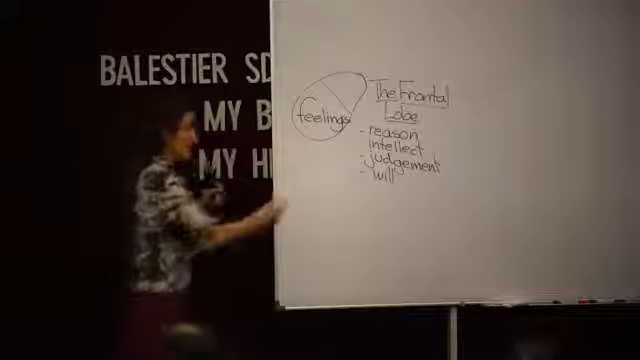 BALESTIER SD
MY B
MY H
feelings
The Frontal
Lobe
- reason
intellect
- judgement
- will